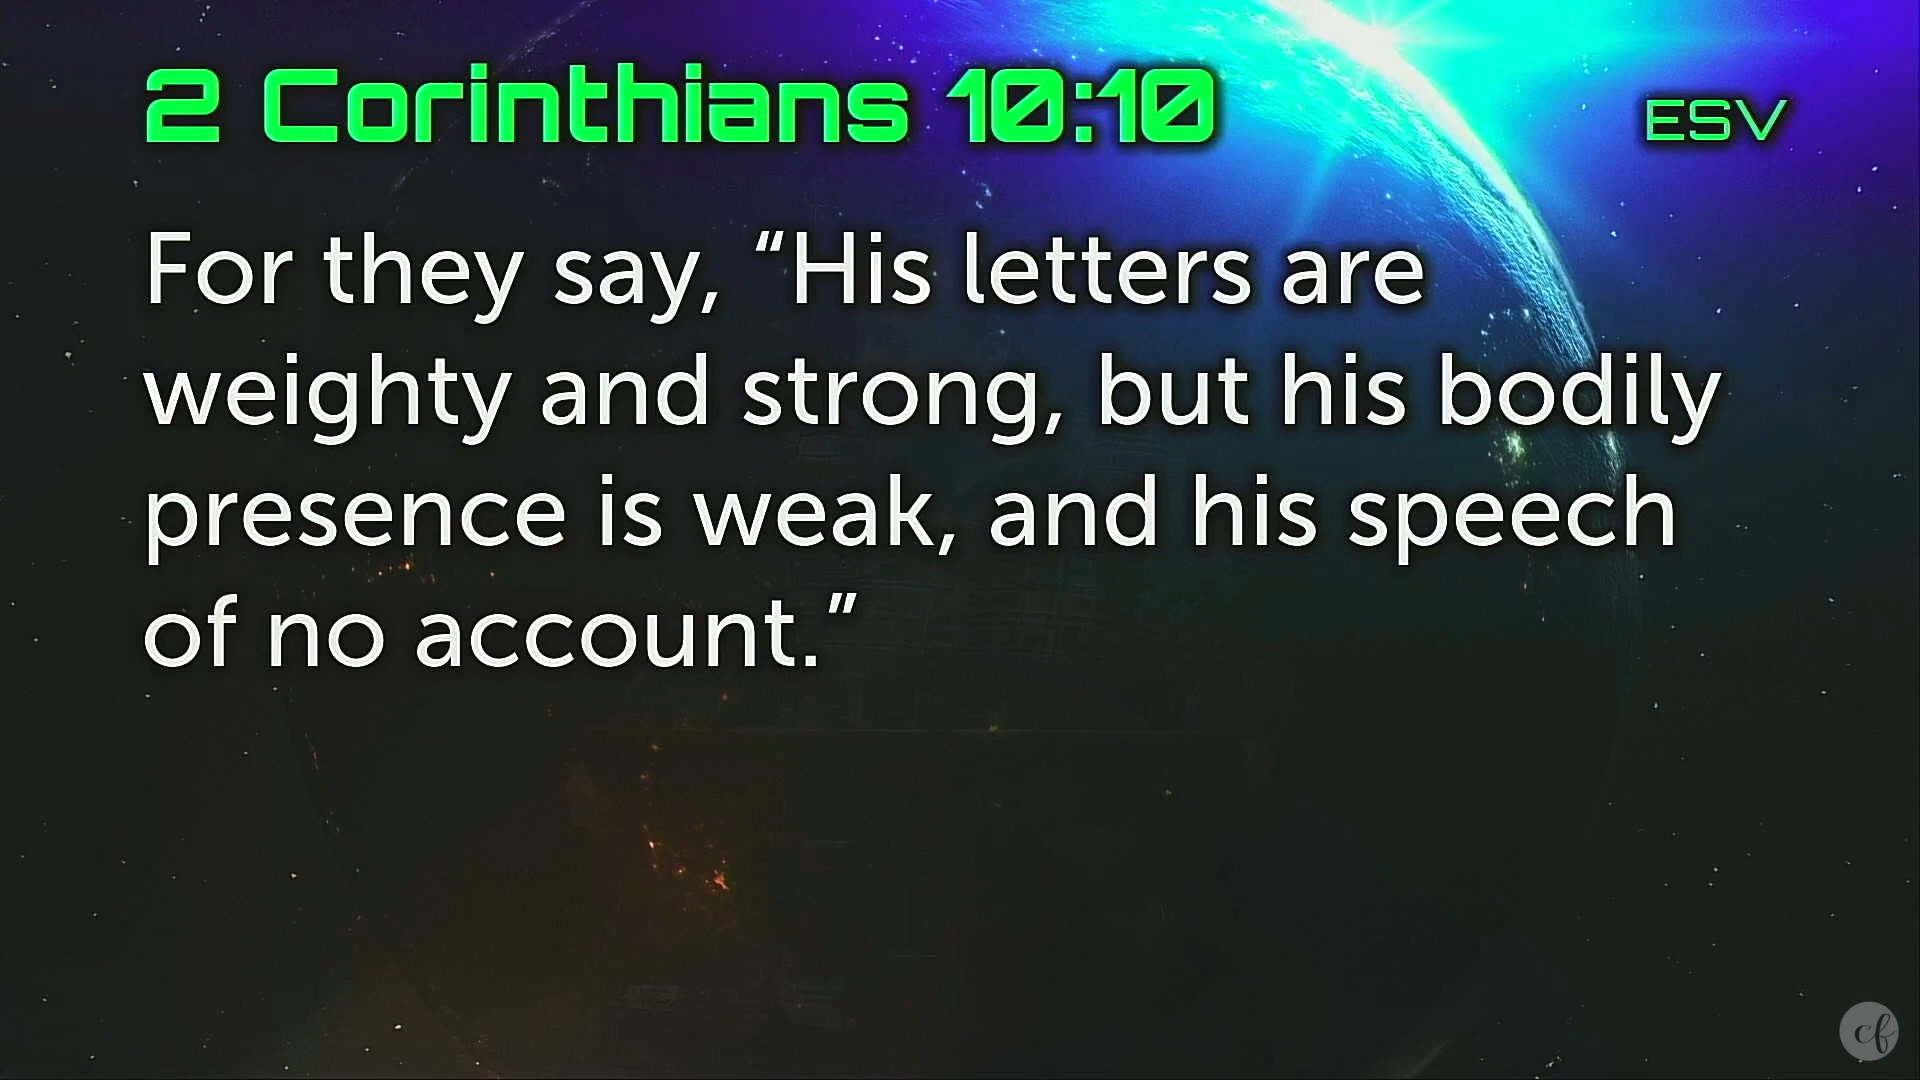 2 Corinthians 10:10
ESV
For they say, “His letters are
weighty and strong, but his bodily
presence is weak, and his speech
of no account.”
cf